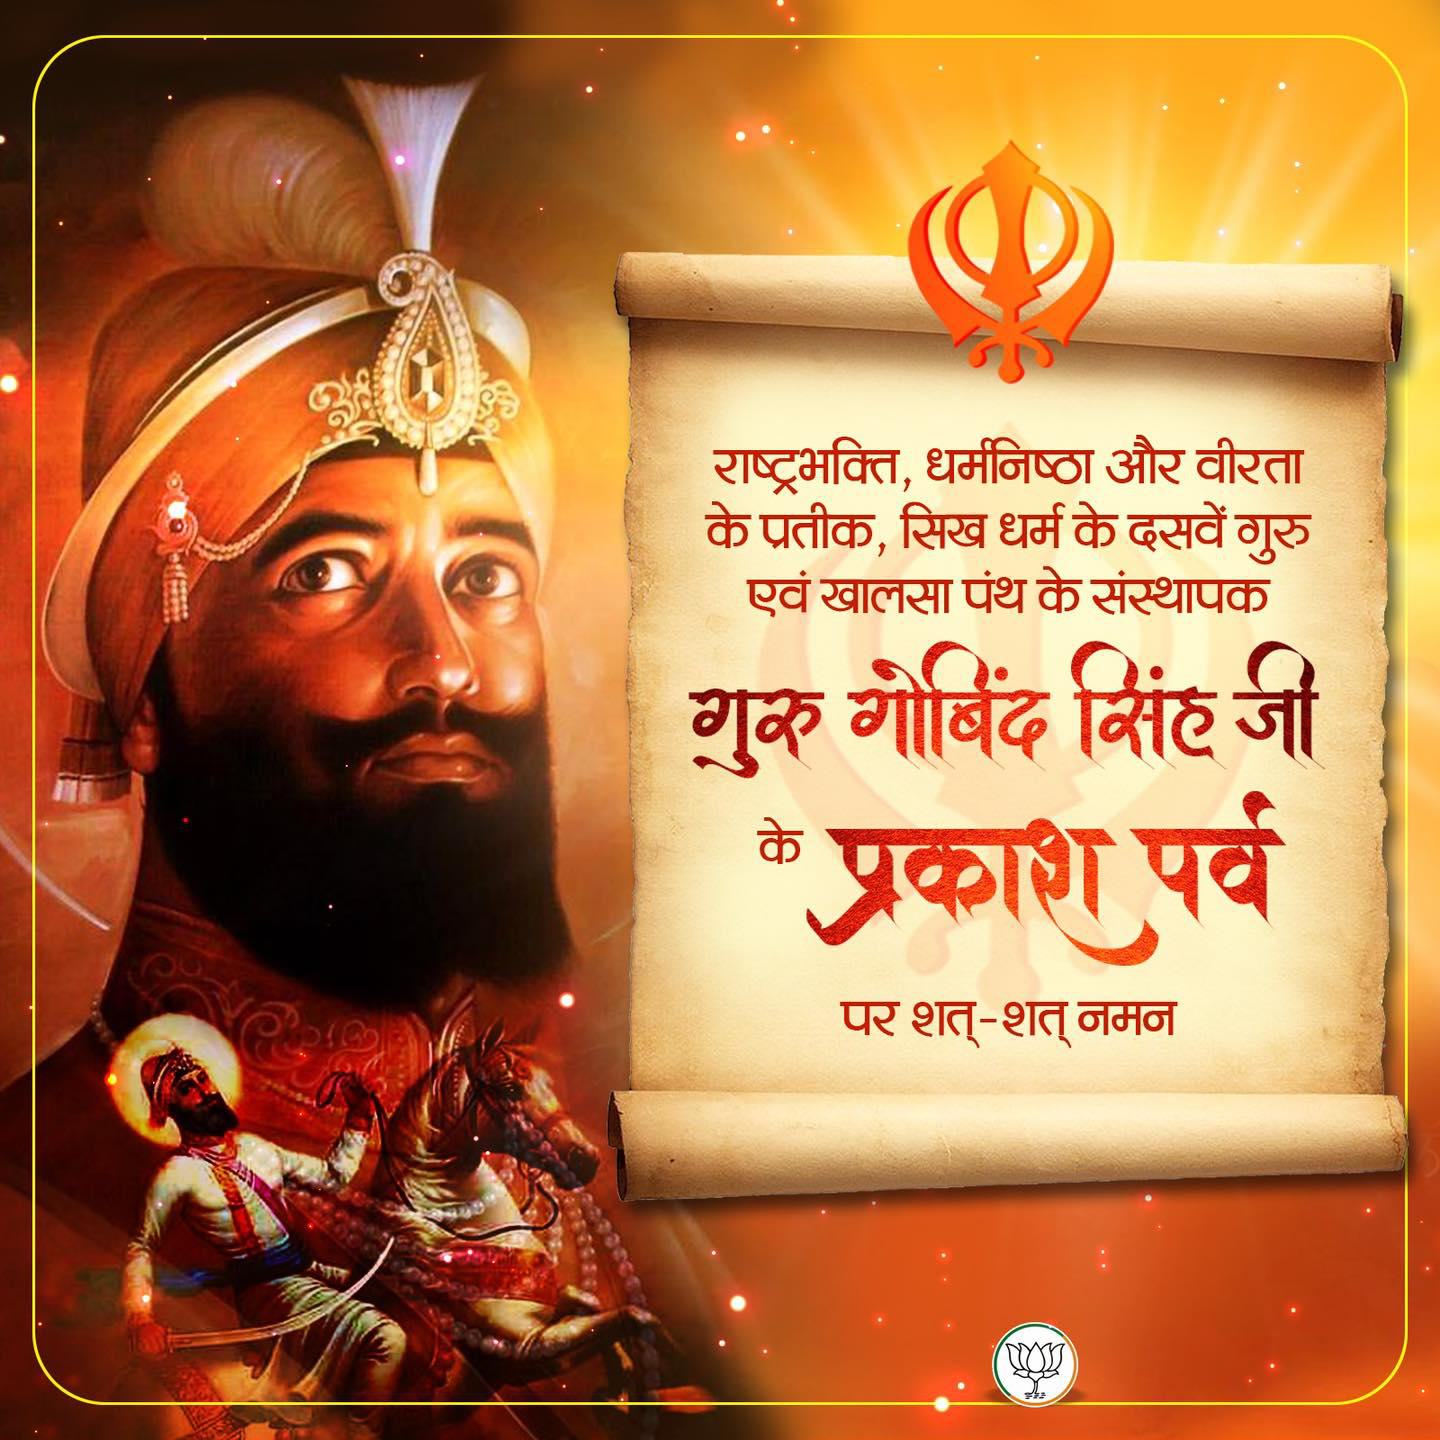 राष्ट्रभक्ति, धर्मनिष्ठा और वीरता
के प्रतीक, सिख धर्म के दसवें गुरु
एवं खालसा पंथ के संस्थापक
गुरु गोबिंद सिंह जी
के प्रकाश पर्व
पर शत्-शत् नमन